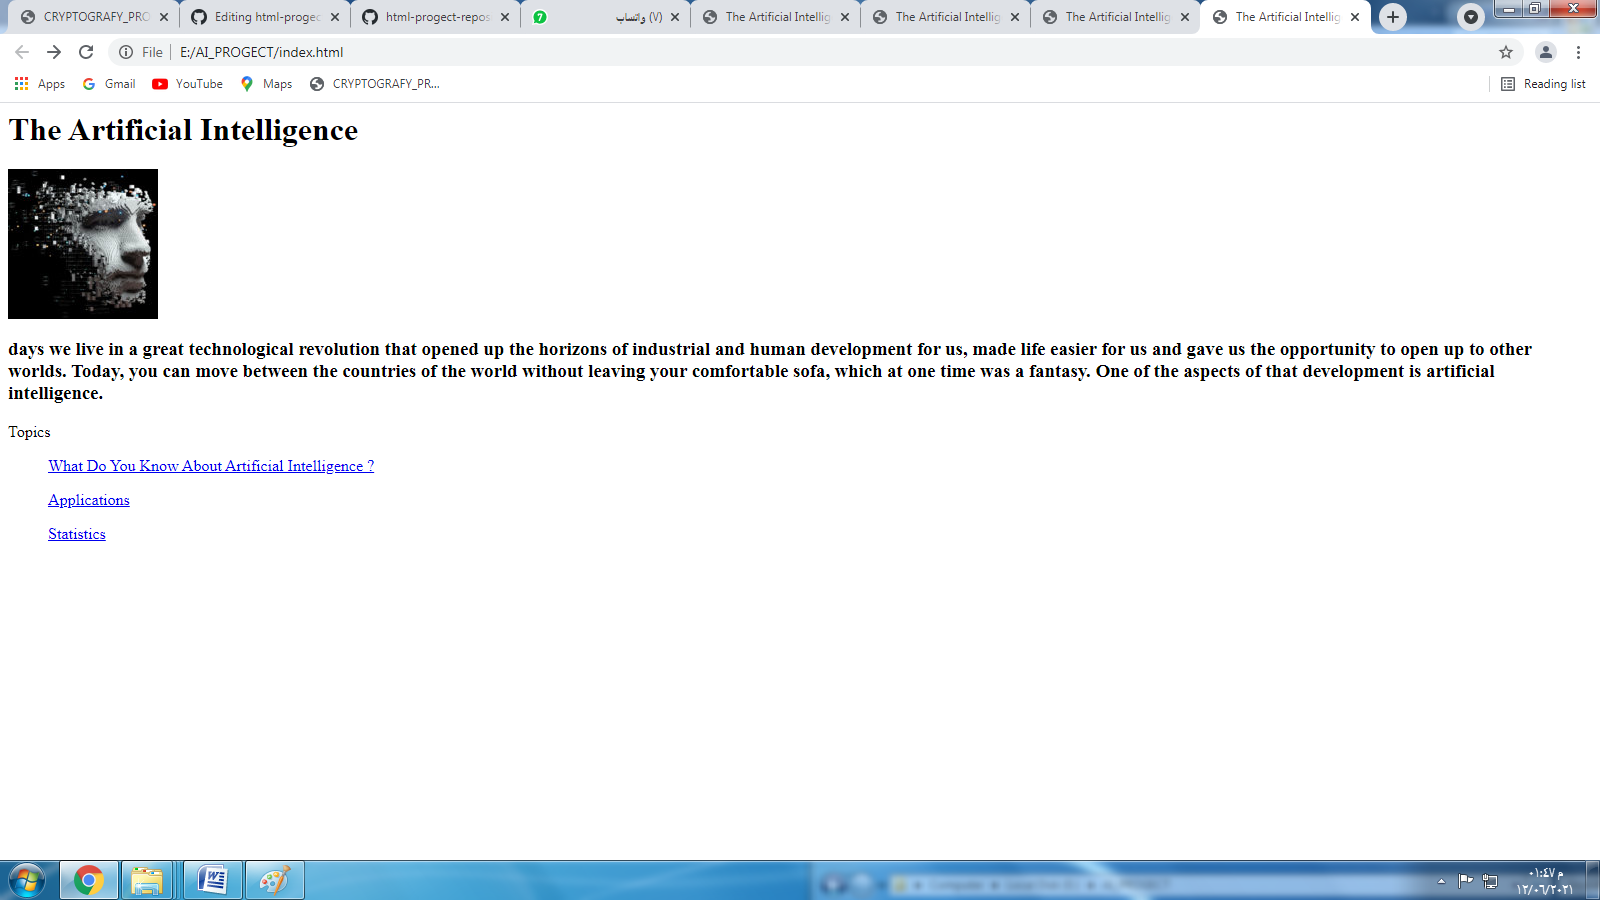 CRYPTOGRAFY_PRO
Editing html-progec
html-progect-repos
(V) واتساب
The Artificial Intellig
The Artificial Intellig
The Artificial Intellig
The Artificial Intellig
File
E:/AI_PROGECT/index.html
Apps
Gmail
YouTube
Maps
CRYPTOGRAFY_PR...
Reading list
The Artificial Intelligence
days we live in a great technological revolution that opened up the horizons of industrial and human development for us, made life easier for us and gave us the opportunity to open up to other
worlds. Today, you can move between the countries of the world without leaving your comfortable sofa, which at one time was a fantasy. One of the aspects of that development is artificial
intelligence.
Topics
What Do You Know About Artificial Intelligence ?
Applications
Statistics
٠١:٤٧ م
١٢/٠٦/٢٠٢١